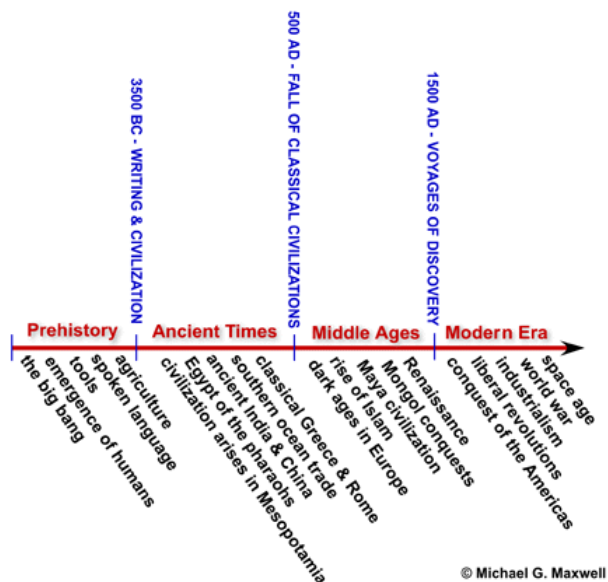 3500 BC - WRITING & CIVILIZATION
500 AD - FALL OF CLASSICAL CIVILIZATIONS
1500 AD - VOYAGES OF DISCOVERY
Prehistory
Ancient Times
Middle Ages
Modern Era
the big bang
emergence of humans
tools
spoken language
agriculture
civilization arises in Mesopotamia
Egypt of the pharaohs
ancient India & China
southern ocean trade
classical Greece & Rome
dark ages in Europe
rise of Islam
Maya civilization
Mongol conquests
Renaissance
conquest of the Americas
liberal revolutions
industrialism
world war
space age
© Michael G. Maxwell